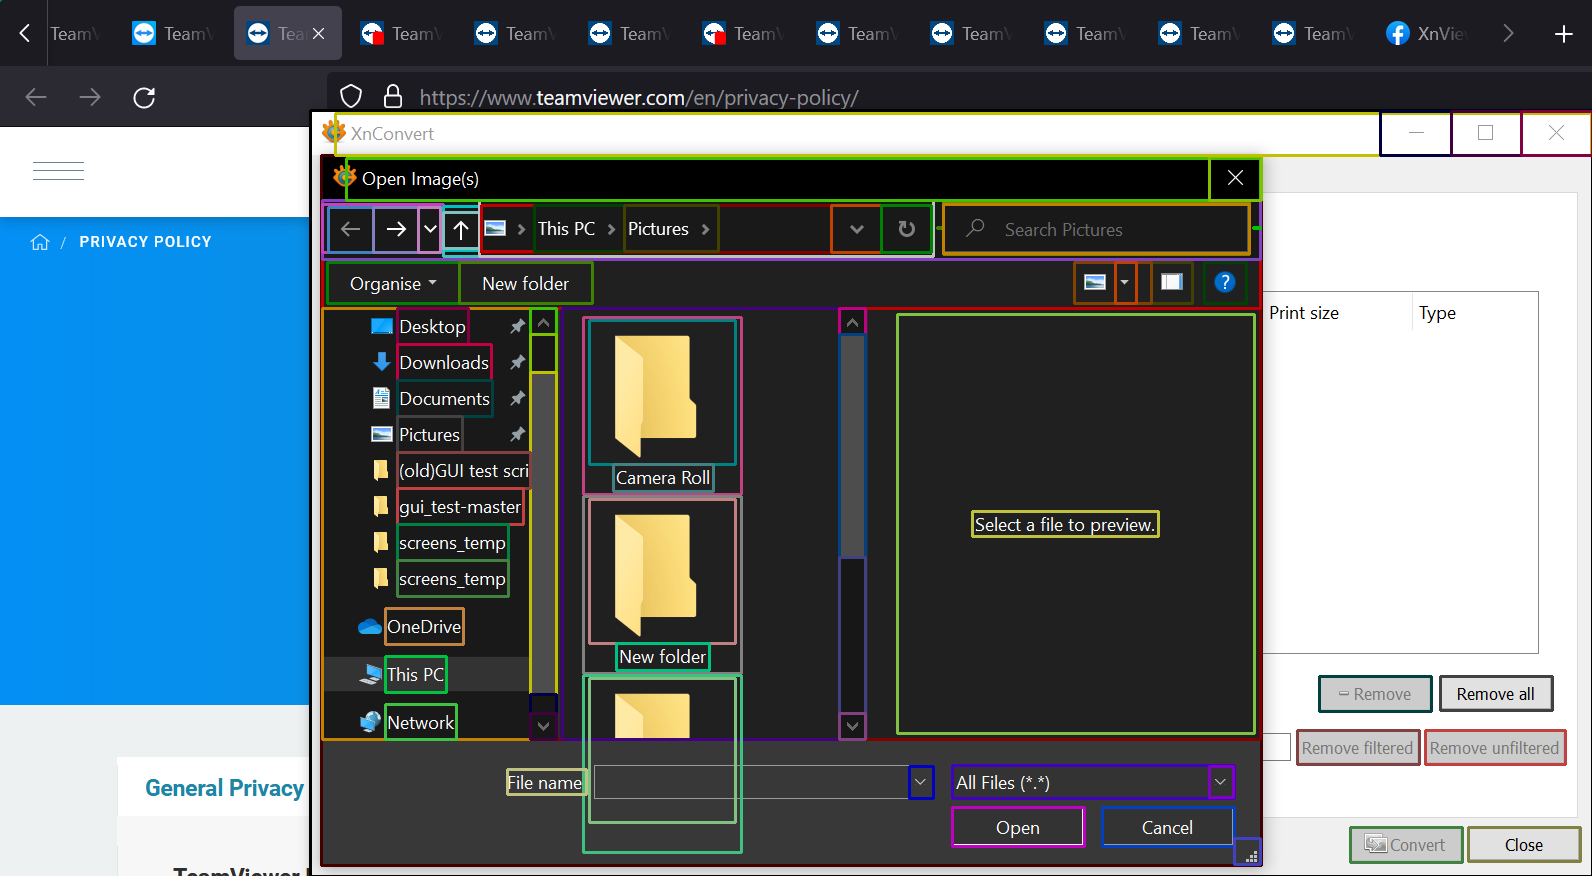 TeamV
TeamV
Tea
TeamV
TeamV
TeamV
TeamV
TeamV
TeamV
TeamV
TeamV
TeamV
XnVie
https://www.teamviewer.com/en/privacy-policy/
XnConvert
Open Image(s)
This PC
Pictures
Search Pictures
/ PRIVACY POLICY
Organise
New folder
Print size
Type
Desktop
Downloads
Documents
Pictures
(old)GUI test scri
gui_test-master
screens_temp
screens_temp
OneDrive
This PC
Network
Camera Roll
New folder
Select a file to preview.
Remove
Remove all
Remove filtered
Remove unfiltered
File name
All Files (*.*)
Open
Cancel
General Privacy
Convert
Close
TeamViewer